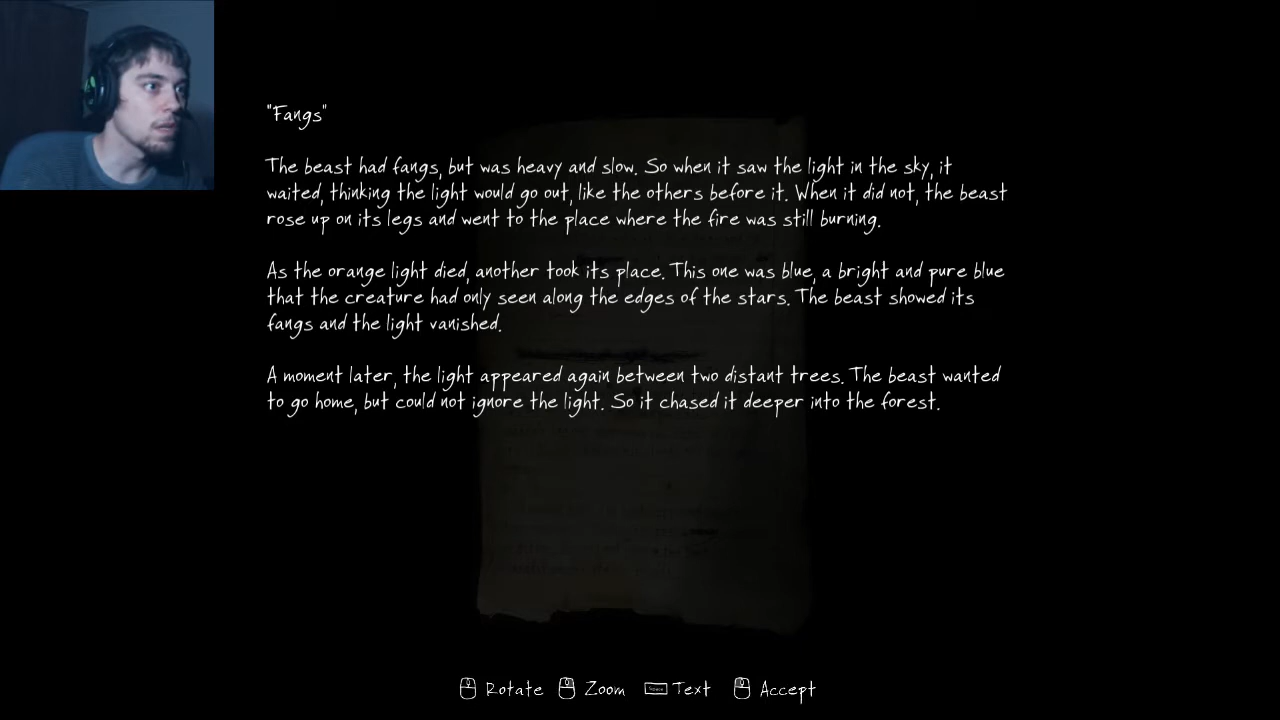 "Fangs"
The beast had fangs, but was heavy and slow. So when it saw the light in the sky, it
waited, thinking the light would go out, like the others before it. When it did not, the beast
rose up on its legs and went to the place where the fire was still burning.
As the orange light died, another took its place. This one was blue, a bright and pure blue
that the creature had only seen along the edges of the stars. The beast showed its
fangs and the light vanished.
A moment later, the light appeared again between two distant trees. The beast wanted
to go home, but could not ignore the light. So it chased it deeper into the forest.
Rotate Zoom Text Accept